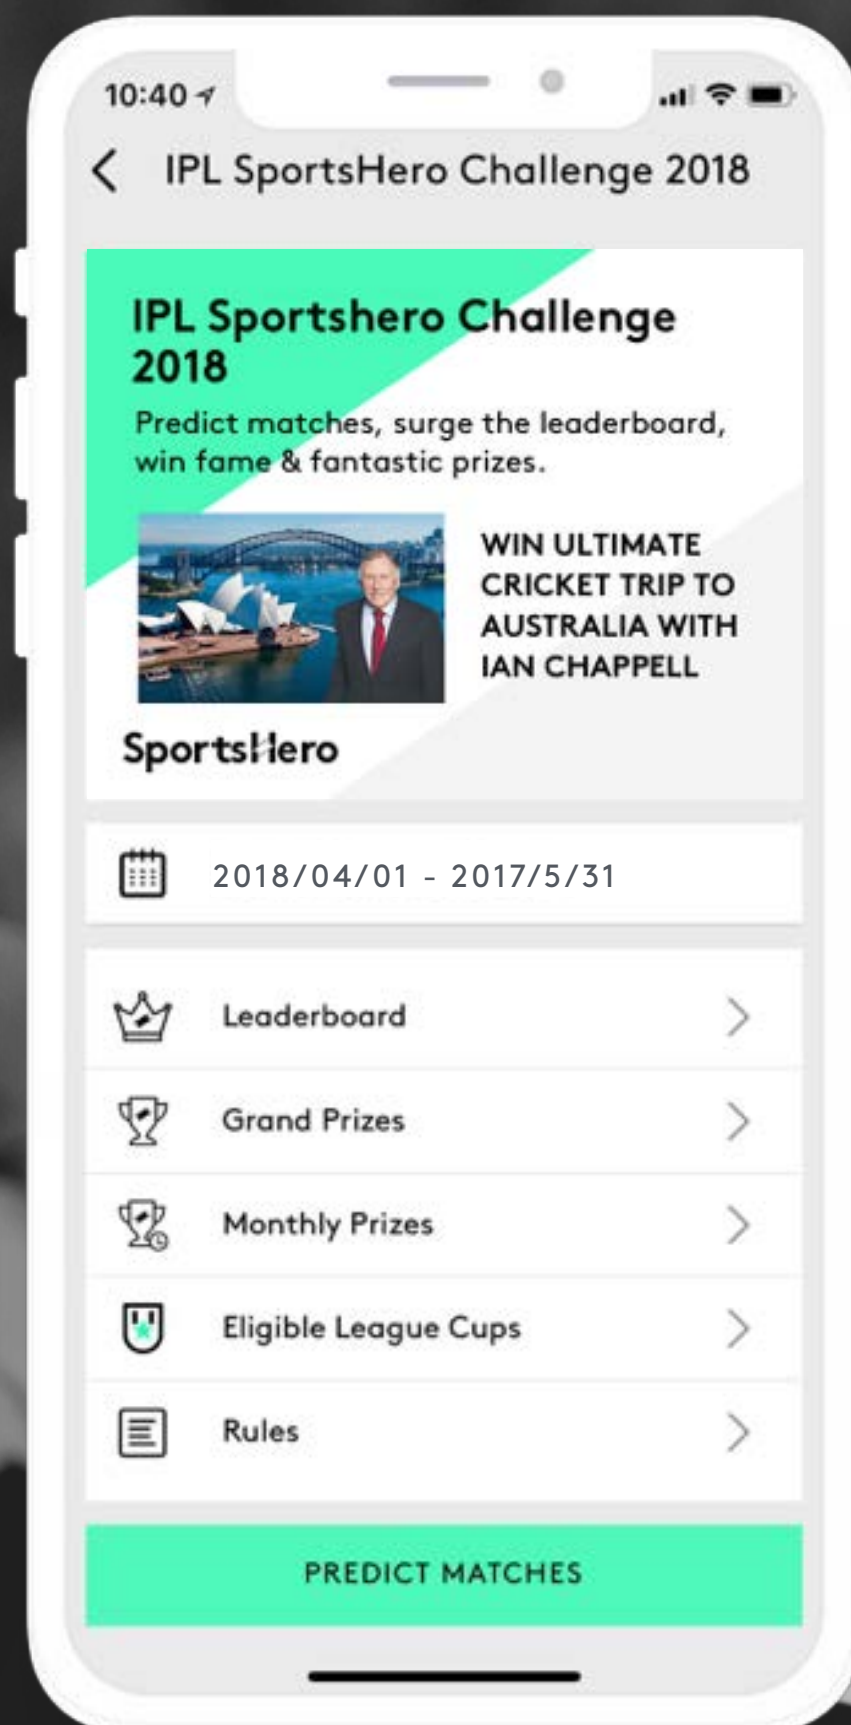 10:40
IPL SportsHero Challenge 2018
IPL Sportshero Challenge
2018
Predict matches, surge the leaderboard,
win fame & fantastic prizes.
WIN ULTIMATE
CRICKET TRIP TO
AUSTRALIA WITH
IAN CHAPPELL
SportsHero
2018/04/01 - 2017/5/31
Leaderboard
Grand Prizes
Monthly Prizes
Eligible League Cups
Rules
PREDICT MATCHES